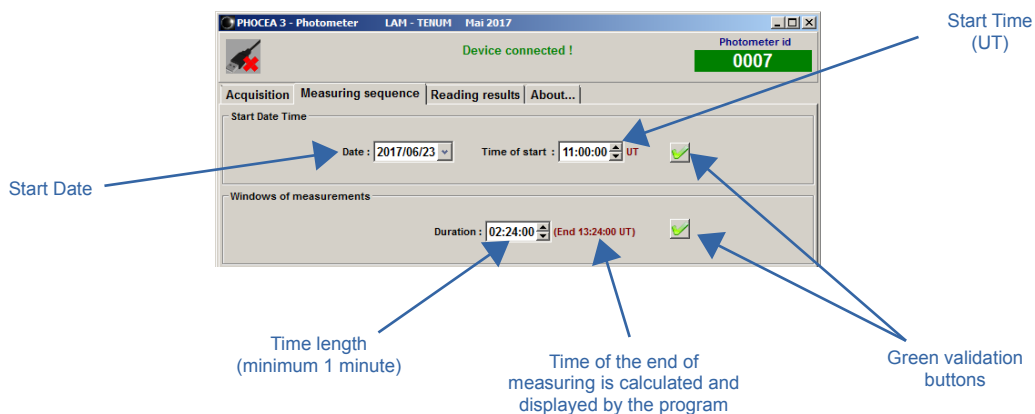 PHOCEA 3 - Photometer LAM - TENUM Mai 2017
Start Time
(UT)
Device connected !
Photometer id
0007
Acquisition Measuring sequence Reading results About...
Start Date Time
Date : 2017/06/23 Time of start : 11:00:00 UT
Start Date
Windows of measurements
Duration : 02:24:00 (End 13:24:00 UT)
Time length
(minimum 1 minute)
Time of the end of
measuring is calculated and
displayed by the program
Green validation
buttons